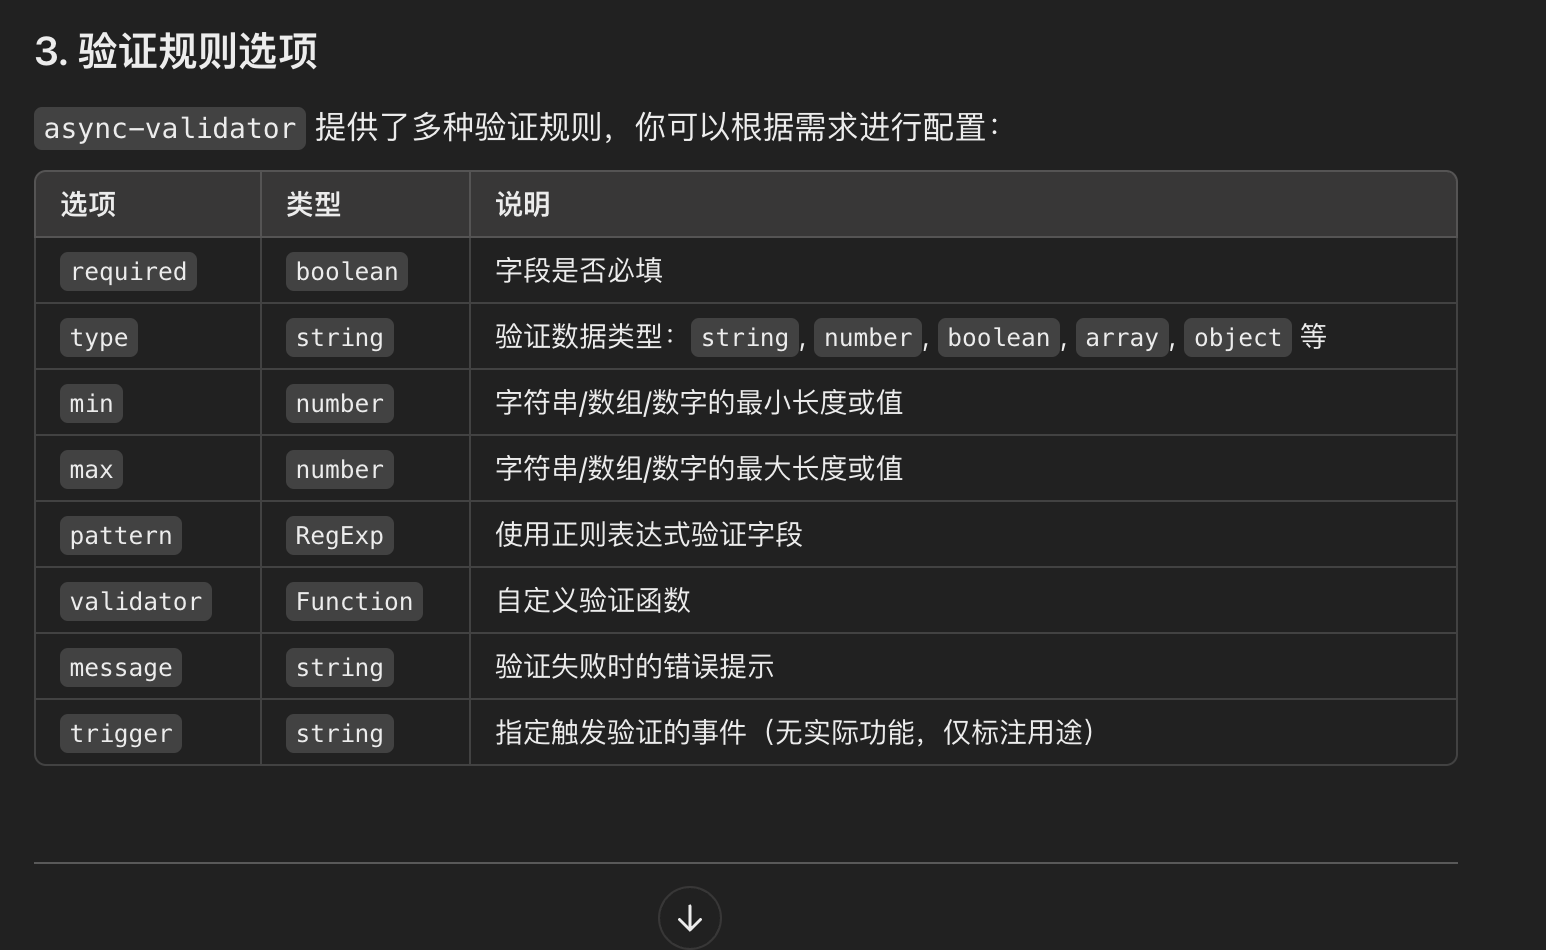 3. 验证规则选项
async-validator 提供了多种验证规则，你可以根据需求进行配置：
选项 类型 说明
required boolean 字段是否必填
type string 验证数据类型：string, number, boolean, array, object 等
min number 字符串/数组/数字的最小长度或值
max number 字符串/数组/数字的最大长度或值
pattern RegExp 使用正则表达式验证字段
validator Function 自定义验证函数
message string 验证失败时的错误提示
trigger string 指定触发验证的事件（无实际功能，仅标注用途）